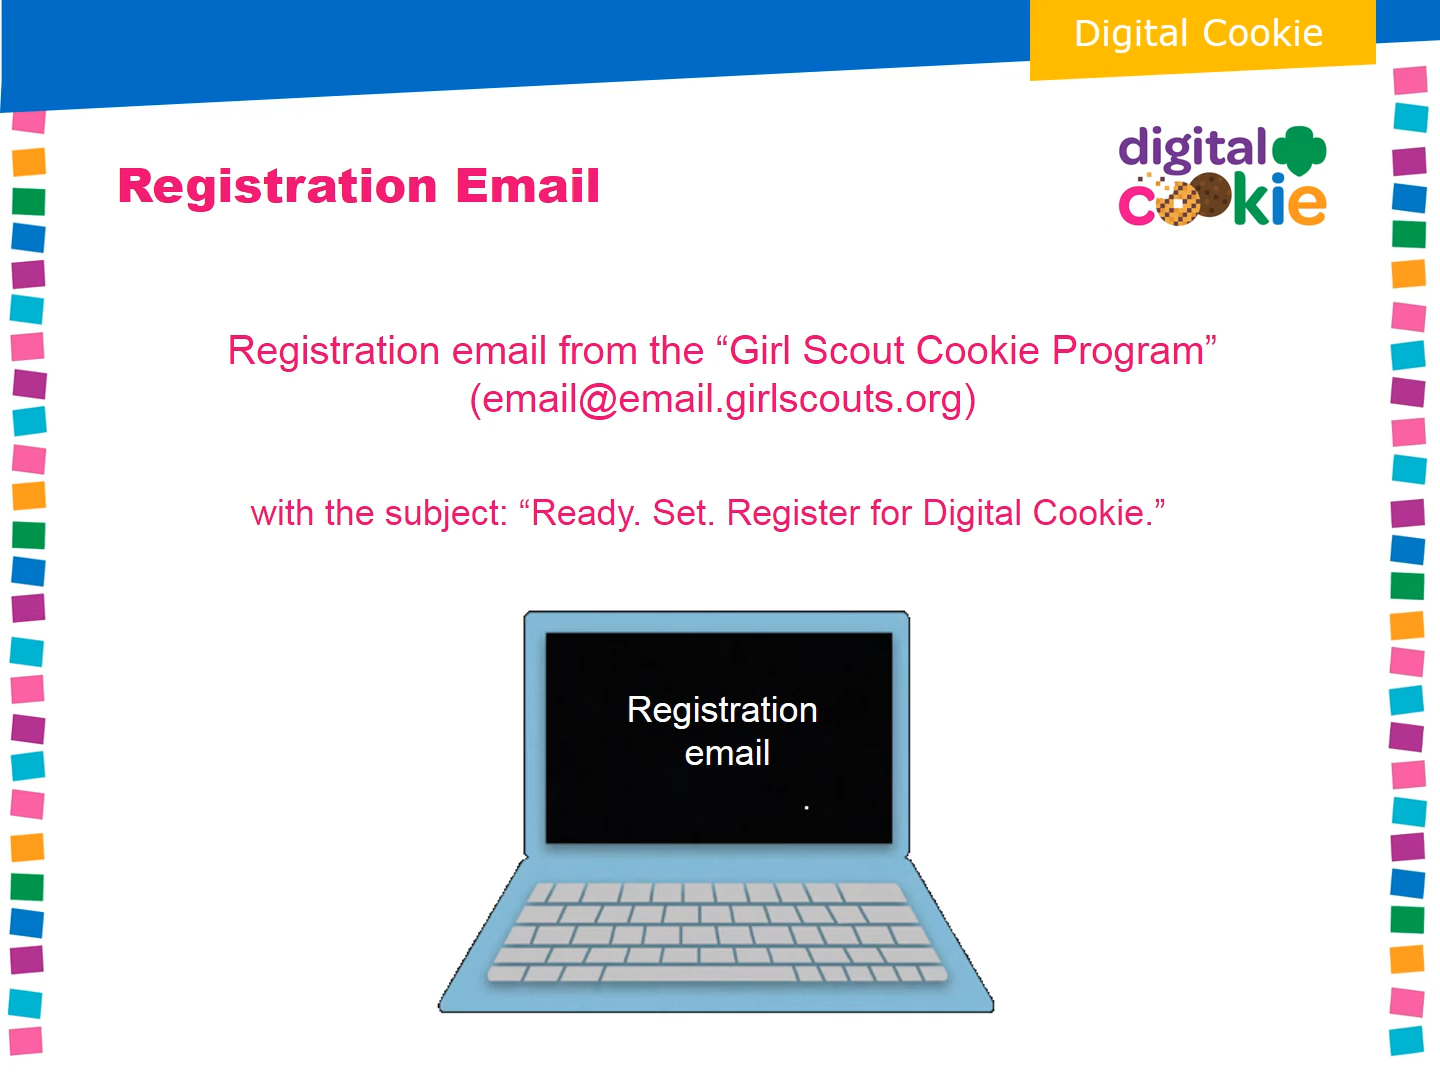 Digital Cookie
digital
cookie
Registration Email
Registration email from the “Girl Scout Cookie Program”
(email@email.girlscouts.org)
with the subject: “Ready. Set. Register for Digital Cookie.”
Registration
email
.